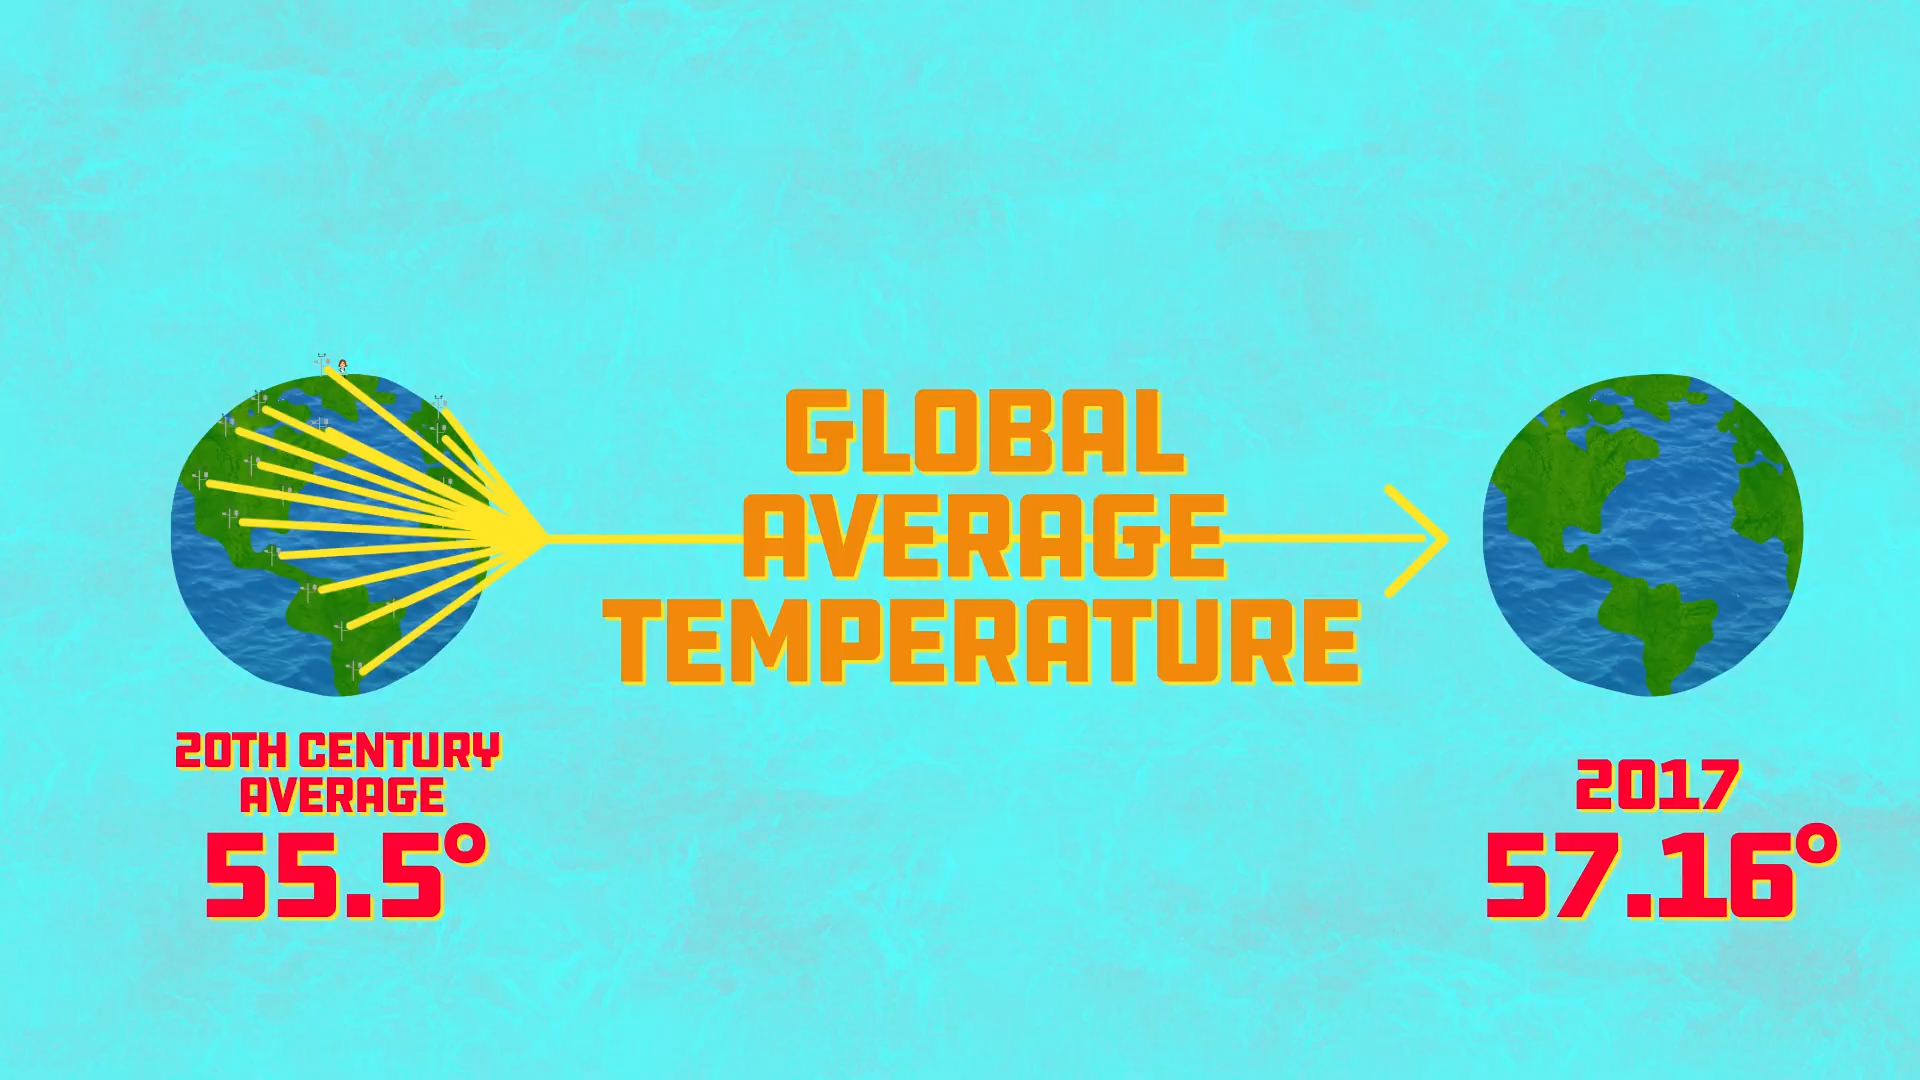 GLOBAL
AVERAGE
TEMPERATURE
20TH CENTURY
AVERAGE
55.5°
2017
57.16°